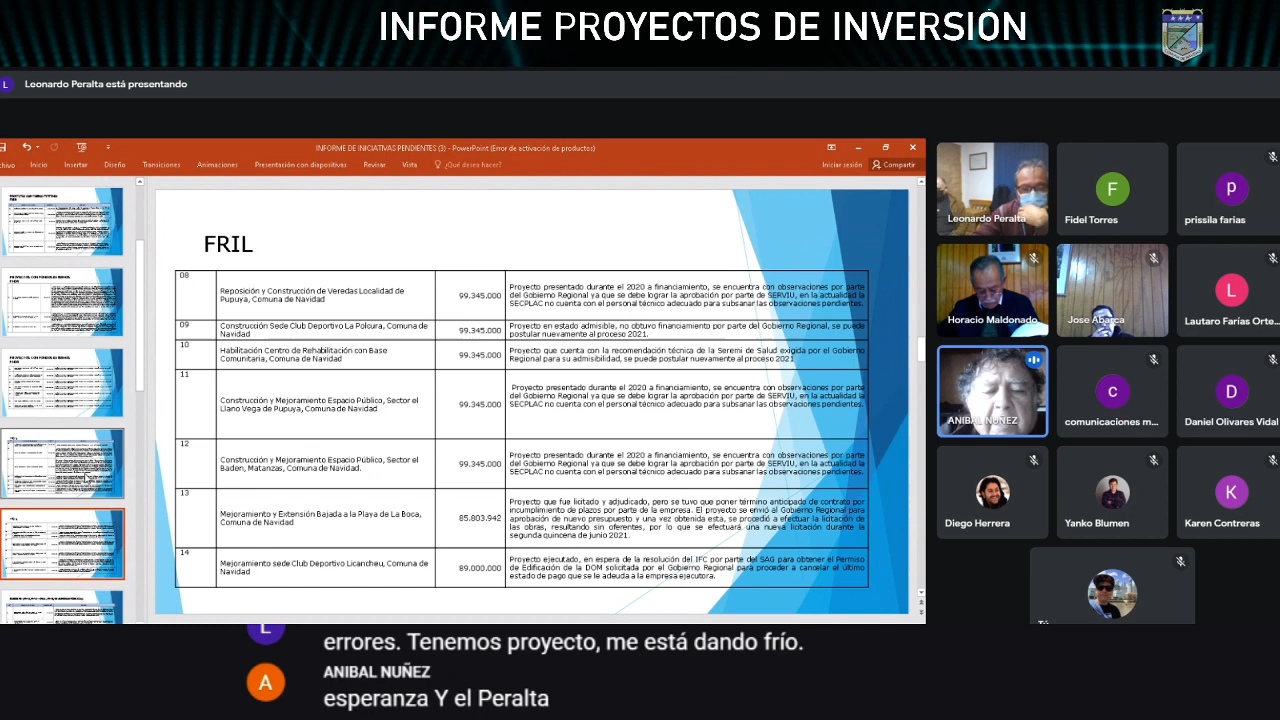 INFORME PROYECTOS DE INVERSIÓN
L Leonardo Peralta está presentando
INFORME DE INICIATIVAS PENDIENTES (3) - PowerPoint (Error de activación de productos)
Inicio Insertar Diseño Transiciones Animaciones Presentación con diapositivas Revisar Vista ¿Qué desea hacer? Iniciar sesión Compartir
FRIL
08
Reposición y Construcción de Veredas Localidad de
Pupuya, Comuna de Navidad
99.345.000
Proyecto presentado durante el 2020 a financiamiento, se encuentra con observaciones por parte
del Gobierno Regional ya que se debe lograr la aprobación por parte de SERVIU, en la actualidad la
SECPLAC no cuenta con el personal técnico adecuado para subsanar las observaciones pendientes.
09
Construcción Sede Club Deportivo La Polcura, Comuna de
Navidad
99.345.000
Proyecto en estado admisible, no obtuvo financiamiento por parte del Gobierno Regional, se puede
postular nuevamente al proceso 2021.
10
Habilitación Centro de Rehabilitación con Base
Comunitaria, Comuna de Navidad
99.345.000
Proyecto que cuenta con la recomendación técnica de la Seremi de Salud exigida por el Gobierno
Regional para su admisibilidad, se puede postular nuevamente al proceso 2021
11
Construcción y Mejoramiento Espacio Público, Sector el
Llano Vega de Pupuya, Comuna de Navidad
99.345.000
Proyecto presentado durante el 2020 a financiamiento, se encuentra con observaciones por parte
del Gobierno Regional ya que se debe lograr la aprobación por parte de SERVIU, en la actualidad la
SECPLAC no cuenta con el personal técnico adecuado para subsanar las observaciones pendientes.
12
Construcción y Mejoramiento Espacio Público, Sector el
Baden, Matanzas, Comuna de Navidad.
99.345.000
Proyecto presentado durante el 2020 a financiamiento, se encuentra con observaciones por parte
del Gobierno Regional ya que se debe lograr la aprobación por parte de SERVIU, en la actualidad la
SECPLAC no cuenta con el personal técnico adecuado para subsanar las observaciones pendientes.
13
Mejoramiento y Extensión Bajada a la Playa de La Boca,
Comuna de Navidad
85.803.942
Proyecto que fue licitado y adjudicado, pero se tuvo que poner término anticipado de contrato por
incumplimiento de plazos por parte de la empresa. El proyecto se envió al Gobierno Regional para
aprobación de nuevo presupuesto y una vez obtenida esta, se procedió a efectuar la licitación de
las obras, resultando sin oferentes, por lo que se efectuará una nueva licitación durante la
segunda quincena de junio 2021.
14
Mejoramiento sede Club Deportivo Licancheu, Comuna de
Navidad
89.000.000
Proyecto ejecutado, en espera de la resolución del IFC por parte del SAG para obtener el Permiso
de Edificación de la DOM solicitada por el Gobierno Regional para proceder a cancelar el último
estado de pago que se le adeuda a la empresa ejecutora.
Leonardo Peralta
F
Fidel Torres
p
prissila farias
Horacio Maldonado
Jose Abarca
L
Lautaro Farías Orte...
ANIBAL NUÑEZ
c
comunicaciones m...
D
Daniel Olivares Vidal
Diego Herrera
Yanko Blumen
K
Karen Contreras
Tú
errores. Tenemos proyecto, me está dando frío.
A
ANIBAL NUÑEZ
esperanza Y el Peralta